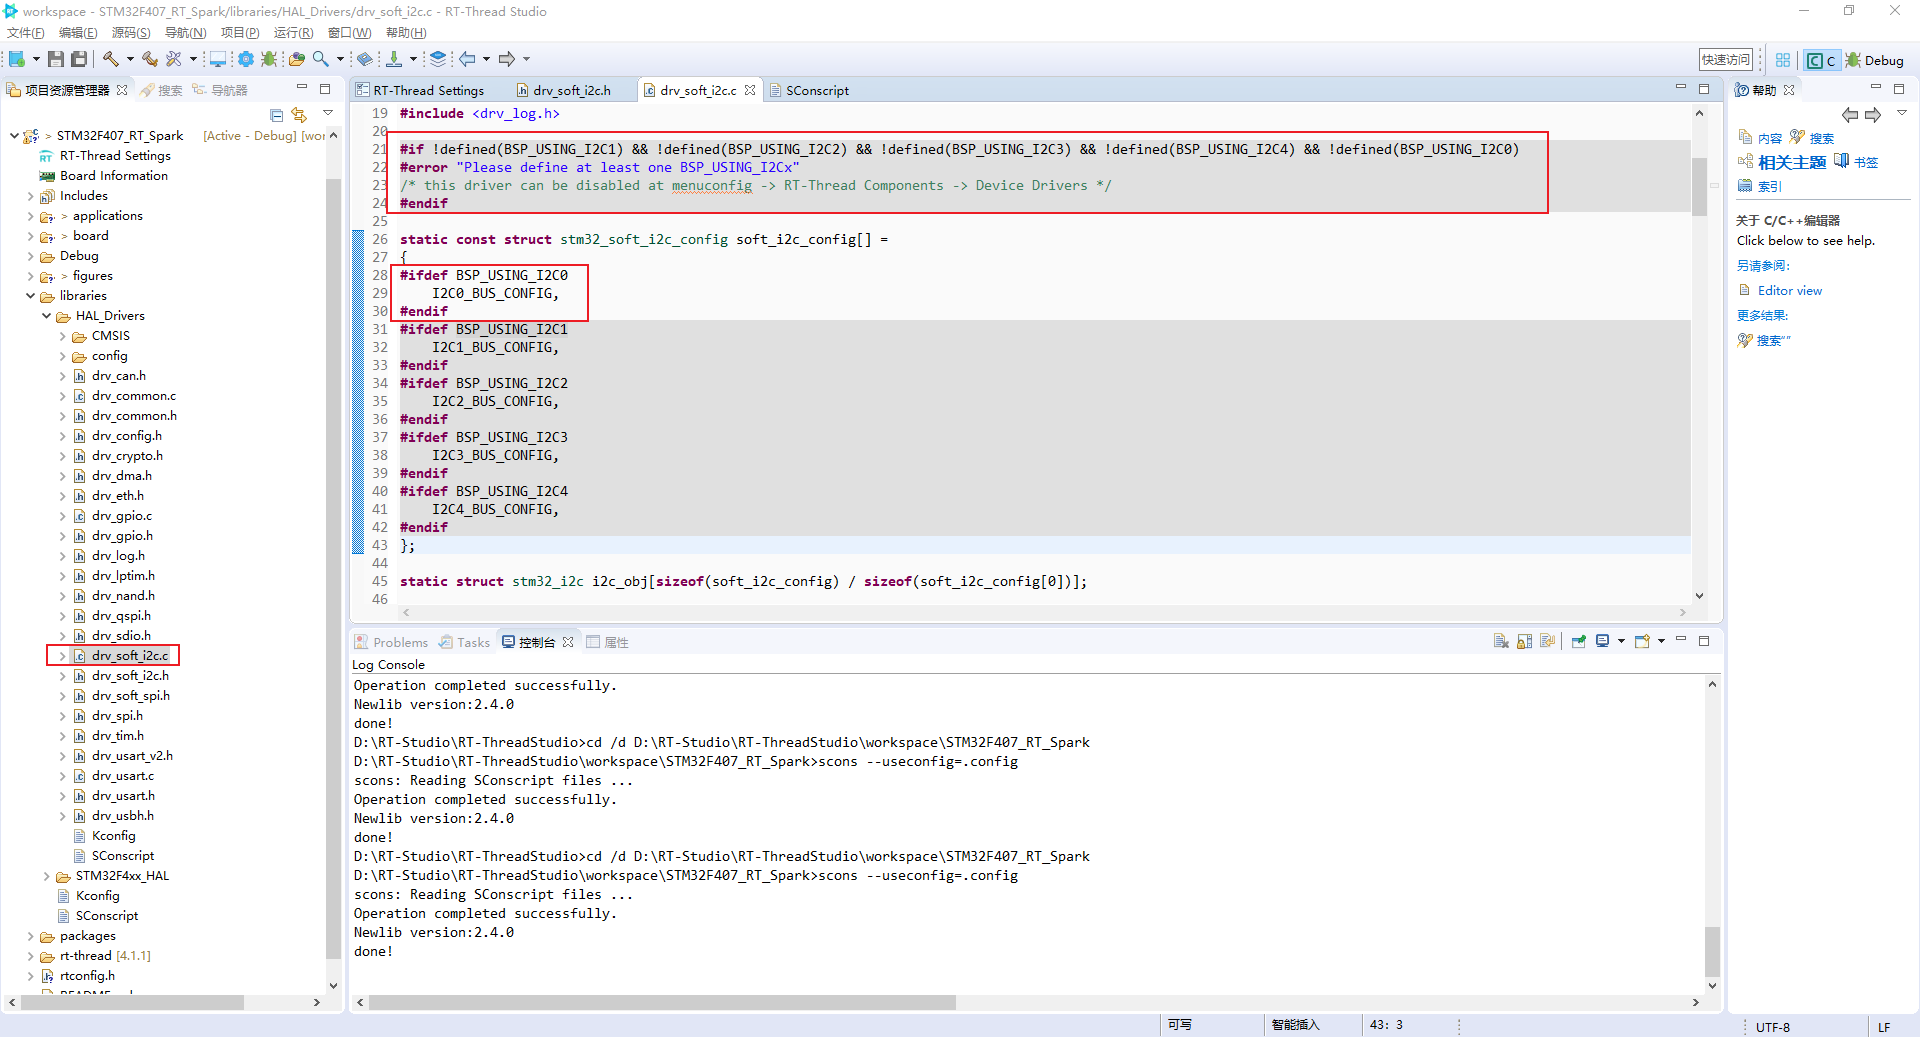 workspace - STM32F407_RT_Spark/libraries/HAL_Drivers/drv_soft_i2c.c - RT-Thread Studio
文件(F) 编辑(E) 源码(S) 导航(N) 项目(P) 运行(R) 窗口(W) 帮助(H)
快速访问 C Debug
项目资源管理器 搜索 导航器
> STM32F407_RT_Spark [Active - Debug] [wor
RT-Thread Settings
Board Information
Includes
> applications
> board
Debug
> figures
libraries
HAL_Drivers
CMSIS
config
drv_can.h
drv_common.c
drv_common.h
drv_config.h
drv_crypto.h
drv_dma.h
drv_eth.h
drv_gpio.c
drv_gpio.h
drv_log.h
drv_lptim.h
drv_nand.h
drv_qspi.h
drv_sdio.h
drv_soft_i2c.c
drv_soft_i2c.h
drv_soft_spi.h
drv_spi.h
drv_tim.h
drv_usart_v2.h
drv_usart.c
drv_usart.h
drv_usbh.h
Kconfig
SConscript
STM32F4xx_HAL
Kconfig
SConscript
packages
rt-thread [4.1.1]
rtconfig.h
RT-Thread Settings drv_soft_i2c.h drv_soft_i2c.c SConscript
19 #include <drv_log.h>
20
21 #if !defined(BSP_USING_I2C1) && !defined(BSP_USING_I2C2) && !defined(BSP_USING_I2C3) && !defined(BSP_USING_I2C4) && !defined(BSP_USING_I2C0)
22 #error "Please define at least one BSP_USING_I2Cx"
23 /* this driver can be disabled at menuconfig -> RT-Thread Components -> Device Drivers */
24 #endif
25
26 static const struct stm32_soft_i2c_config soft_i2c_config[] =
27 {
28 #ifdef BSP_USING_I2C0
29 I2C0_BUS_CONFIG,
30 #endif
31 #ifdef BSP_USING_I2C1
32 I2C1_BUS_CONFIG,
33 #endif
34 #ifdef BSP_USING_I2C2
35 I2C2_BUS_CONFIG,
36 #endif
37 #ifdef BSP_USING_I2C3
38 I2C3_BUS_CONFIG,
39 #endif
40 #ifdef BSP_USING_I2C4
41 I2C4_BUS_CONFIG,
42 #endif
43 };
44
45 static struct stm32_i2c i2c_obj[sizeof(soft_i2c_config) / sizeof(soft_i2c_config[0])];
46
Problems Tasks 控制台 属性
Log Console
Operation completed successfully.
Newlib version:2.4.0
done!
D:\RT-Studio\RT-ThreadStudio>cd /d D:\RT-Studio\RT-ThreadStudio\workspace\STM32F407_RT_Spark
D:\RT-Studio\RT-ThreadStudio\workspace\STM32F407_RT_Spark>scons --useconfig=.config
scons: Reading SConscript files ...
Operation completed successfully.
Newlib version:2.4.0
done!
D:\RT-Studio\RT-ThreadStudio>cd /d D:\RT-Studio\RT-ThreadStudio\workspace\STM32F407_RT_Spark
D:\RT-Studio\RT-ThreadStudio\workspace\STM32F407_RT_Spark>scons --useconfig=.config
scons: Reading SConscript files ...
Operation completed successfully.
Newlib version:2.4.0
done!
帮助
内容 搜索
相关主题 书签
索引
关于 C/C++编辑器
Click below to see help.
另请参阅:
Editor view
更多结果:
搜索""
可写 智能插入 43: 3 UTF-8 LF